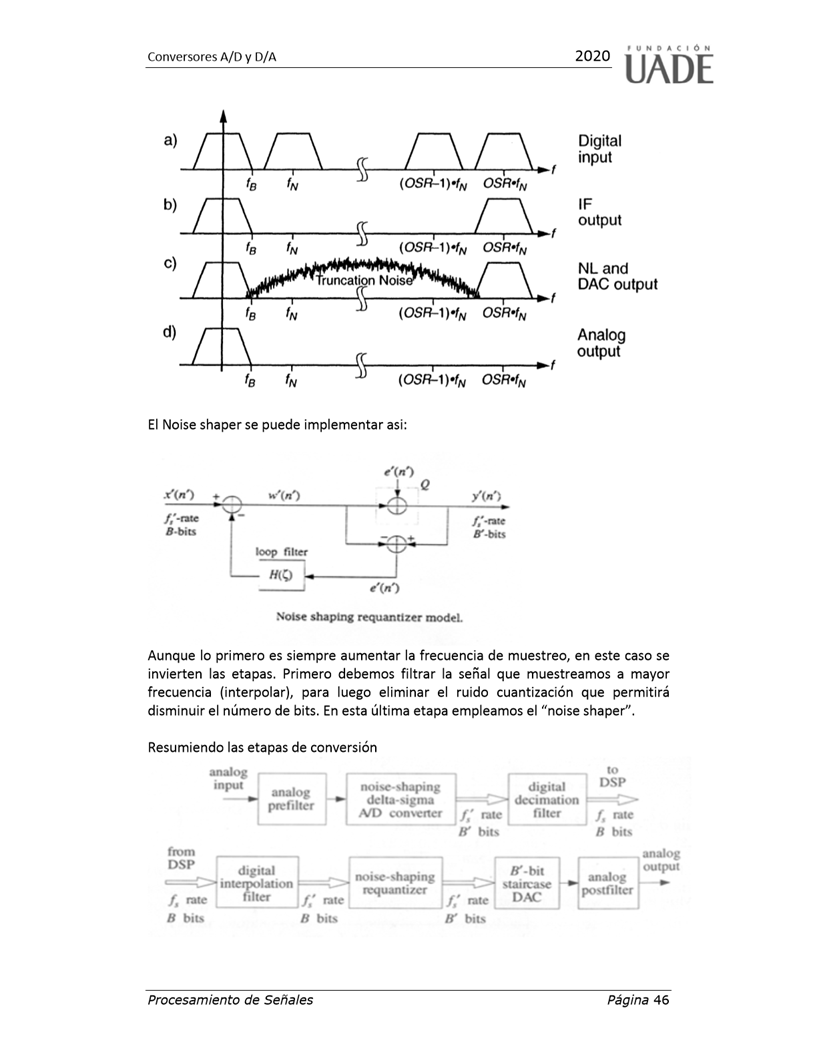 Conversores A/D y D/A 2020 FUNDACIÓN UADE
a) Digital input
f_B f_N (OSR–1)•f_N OSR•f_N f
b) IF output
f_B f_N (OSR–1)•f_N OSR•f_N f
c) NL and DAC output
Truncation Noise
f_B f_N (OSR–1)•f_N OSR•f_N f
d) Analog output
f_B f_N (OSR–1)•f_N OSR•f_N f
El Noise shaper se puede implementar asi:
e′(n′)
Q
x′(n′) + w′(n′) y′(n′)
–
f_s′-rate f_s′-rate
B-bits B′-bits
– +
loop filter
H(ζ)
e′(n′)
Noise shaping requantizer model.
Aunque lo primero es siempre aumentar la frecuencia de muestreo, en este caso se
invierten las etapas. Primero debemos filtrar la señal que muestreamos a mayor
frecuencia (interpolar), para luego eliminar el ruido cuantización que permitirá
disminuir el número de bits. En esta última etapa empleamos el “noise shaper”.
Resumiendo las etapas de conversión
analog input
analog prefilter
noise-shaping delta-sigma A/D converter
f_s′ rate
B′ bits
digital decimation filter
to DSP
f_s rate
B bits
from DSP
f_s rate
B bits
digital interpolation filter
f_s′ rate
B bits
noise-shaping requantizer
f_s′ rate
B′ bits
B′-bit staircase DAC
analog postfilter
analog output
Procesamiento de Señales Página 46